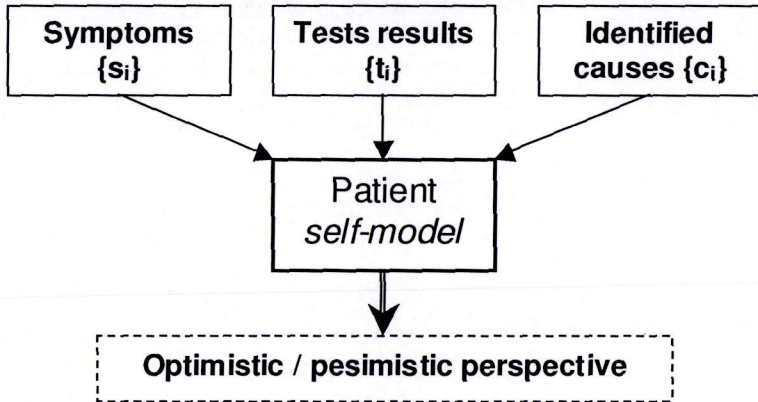 Symptoms
{sᵢ}
Tests results
{tᵢ}
Identified
causes {cᵢ}
Patient
self-model
Optimistic / pesimistic perspective